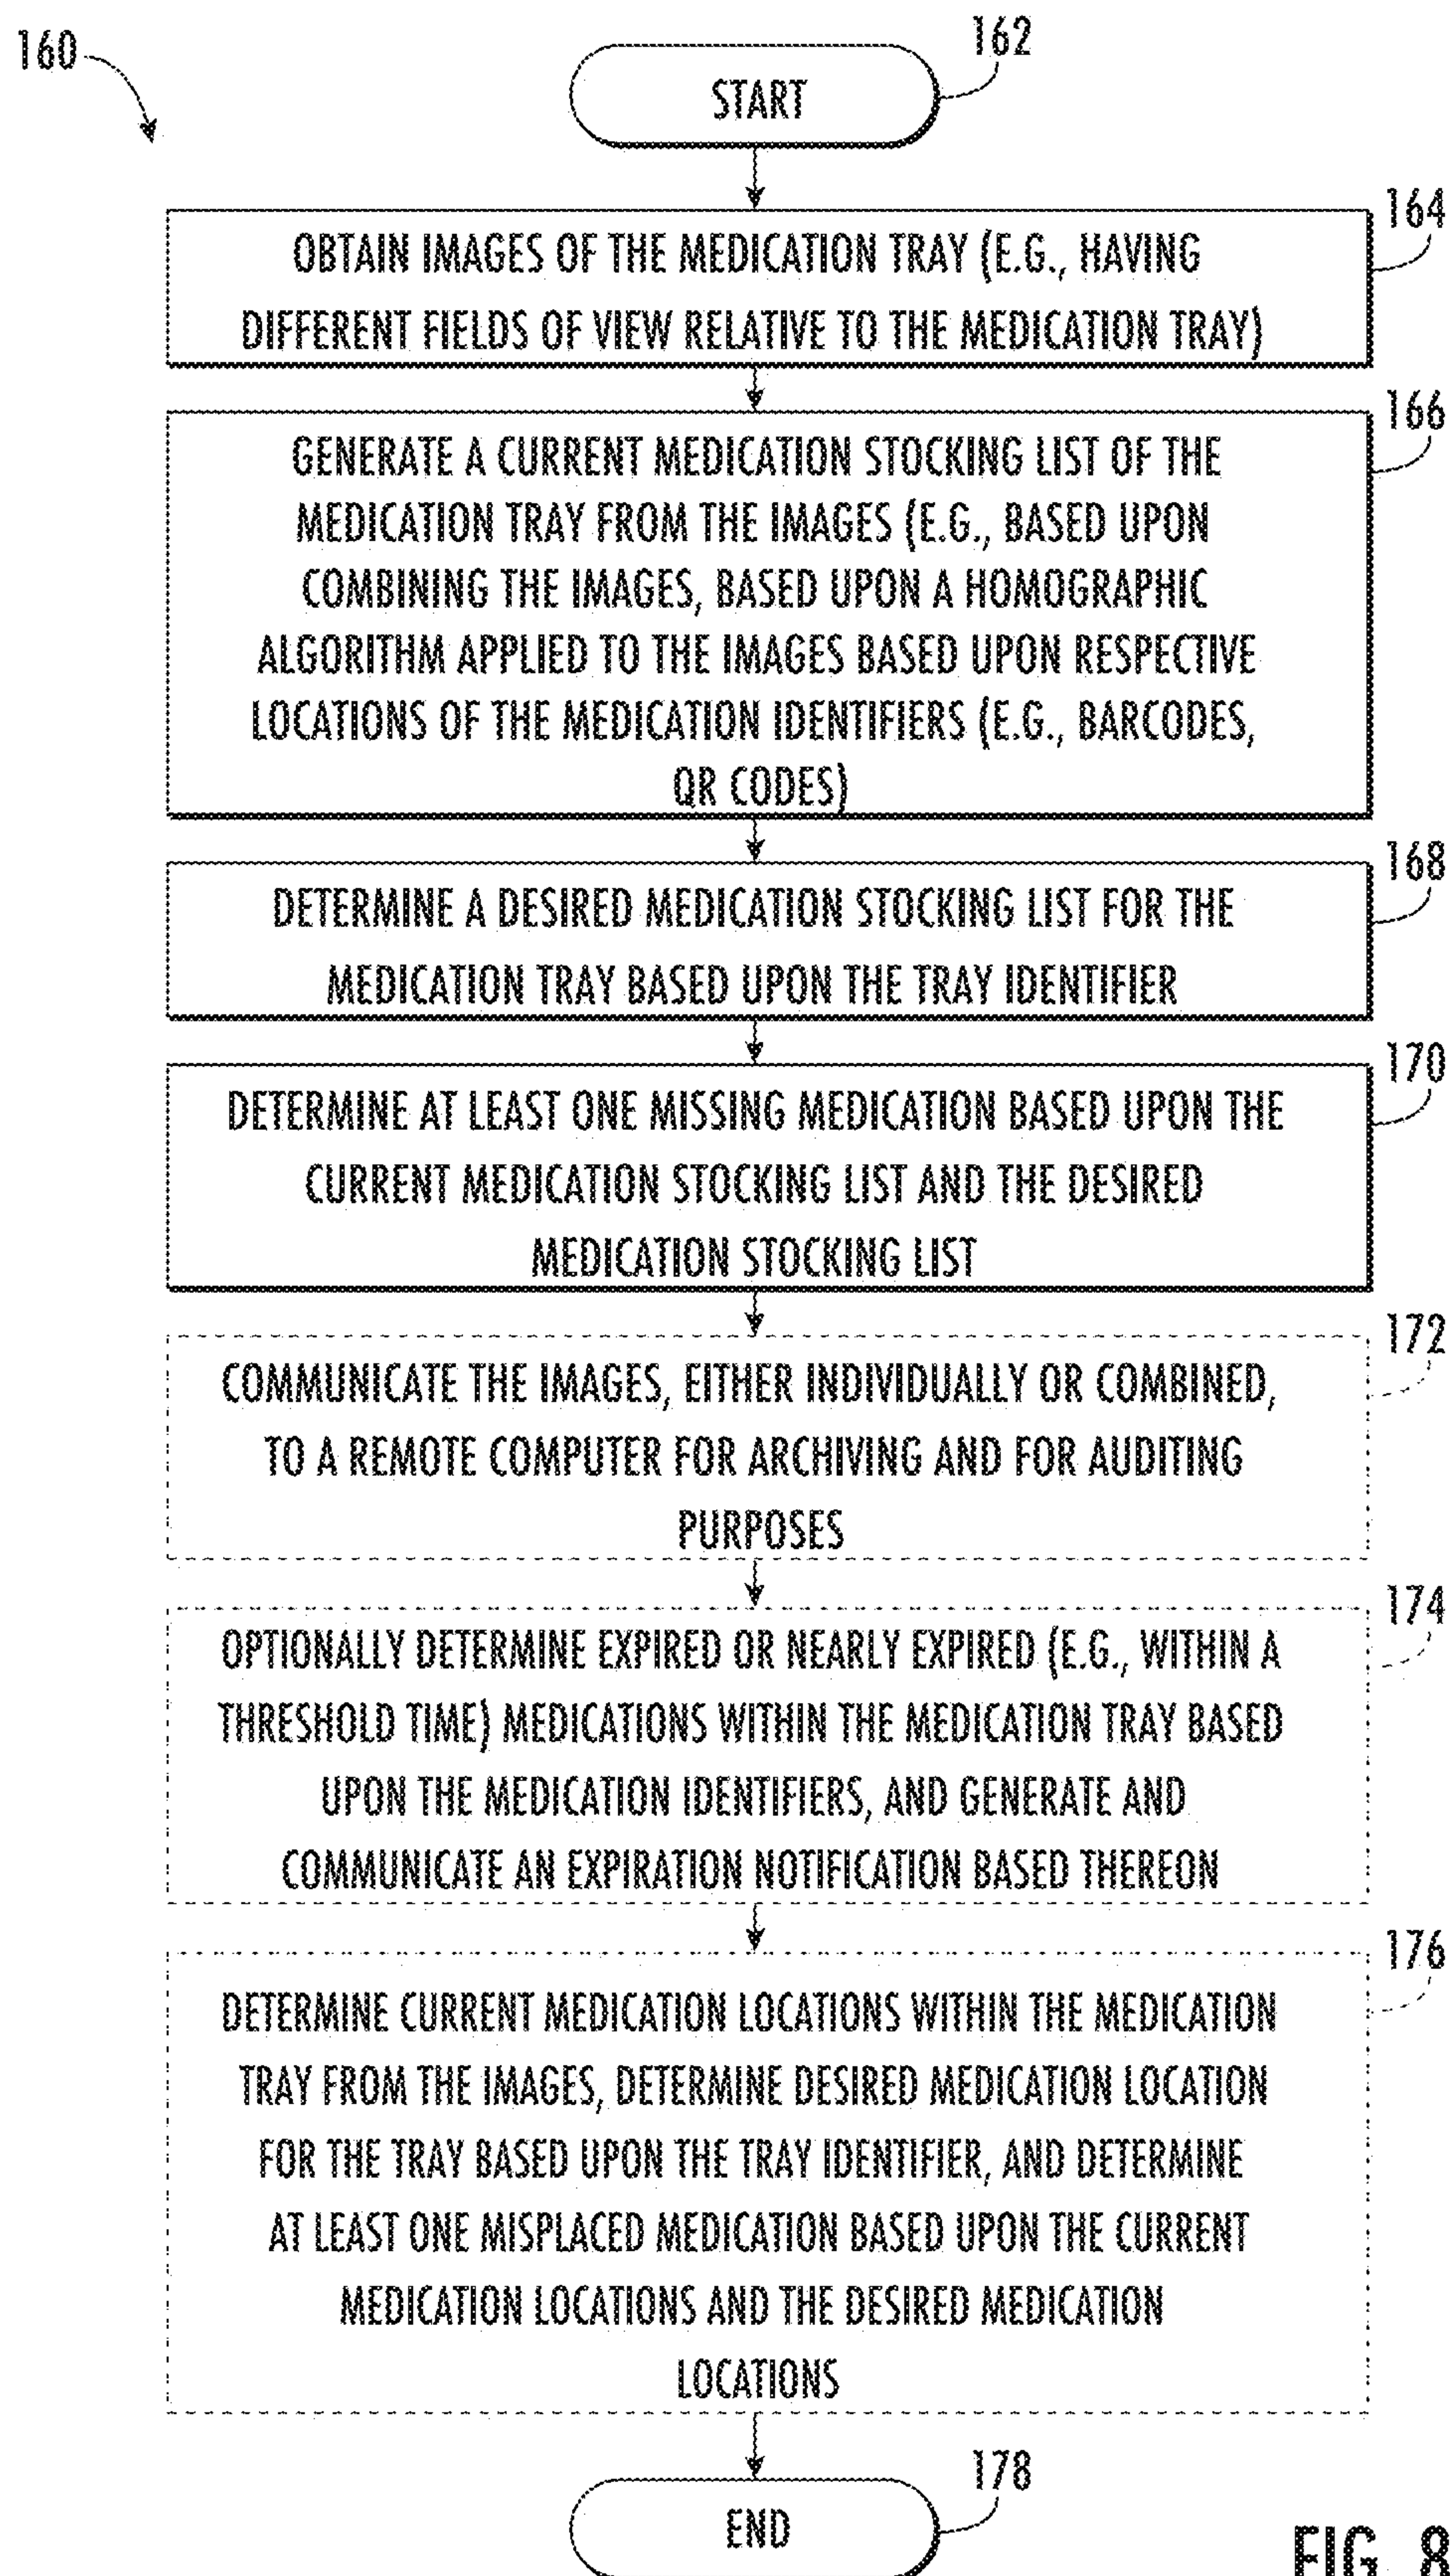 160
162
START
164
OBTAIN IMAGES OF THE MEDICATION TRAY (E.G., HAVING
DIFFERENT FIELDS OF VIEW RELATIVE TO THE MEDICATION TRAY)
166
GENERATE A CURRENT MEDICATION STOCKING LIST OF THE
MEDICATION TRAY FROM THE IMAGES (E.G., BASED UPON
COMBINING THE IMAGES, BASED UPON A HOMOGRAPHIC
ALGORITHM APPLIED TO THE IMAGES BASED UPON RESPECTIVE
LOCATIONS OF THE MEDICATION IDENTIFIERS (E.G., BARCODES,
QR CODES)
168
DETERMINE A DESIRED MEDICATION STOCKING LIST FOR THE
MEDICATION TRAY BASED UPON THE TRAY IDENTIFIER
170
DETERMINE AT LEAST ONE MISSING MEDICATION BASED UPON THE
CURRENT MEDICATION STOCKING LIST AND THE DESIRED
MEDICATION STOCKING LIST
172
COMMUNICATE THE IMAGES, EITHER INDIVIDUALLY OR COMBINED,
TO A REMOTE COMPUTER FOR ARCHIVING AND FOR AUDITING
PURPOSES
174
OPTIONALLY DETERMINE EXPIRED OR NEARLY EXPIRED (E.G., WITHIN A
THRESHOLD TIME) MEDICATIONS WITHIN THE MEDICATION TRAY BASED
UPON THE MEDICATION IDENTIFIERS, AND GENERATE AND
COMMUNICATE AN EXPIRATION NOTIFICATION BASED THEREON
176
DETERMINE CURRENT MEDICATION LOCATIONS WITHIN THE MEDICATION
TRAY FROM THE IMAGES, DETERMINE DESIRED MEDICATION LOCATION
FOR THE TRAY BASED UPON THE TRAY IDENTIFIER, AND DETERMINE
AT LEAST ONE MISPLACED MEDICATION BASED UPON THE CURRENT
MEDICATION LOCATIONS AND THE DESIRED MEDICATION
LOCATIONS
178
END
FIG. 8